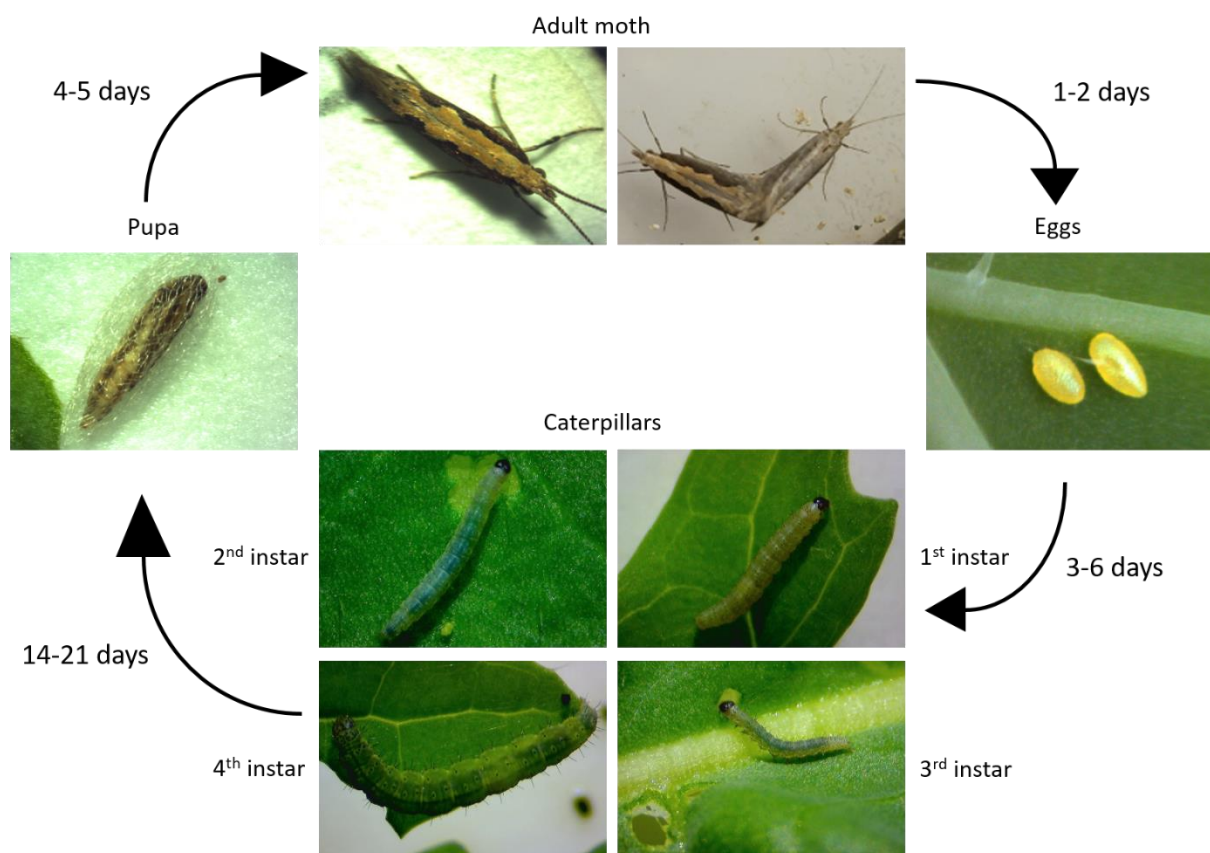 Adult moth
4-5 days
1-2 days
Pupa
Eggs
Caterpillars
2nd instar
1st instar
3-6 days
14-21 days
4th instar
3rd instar